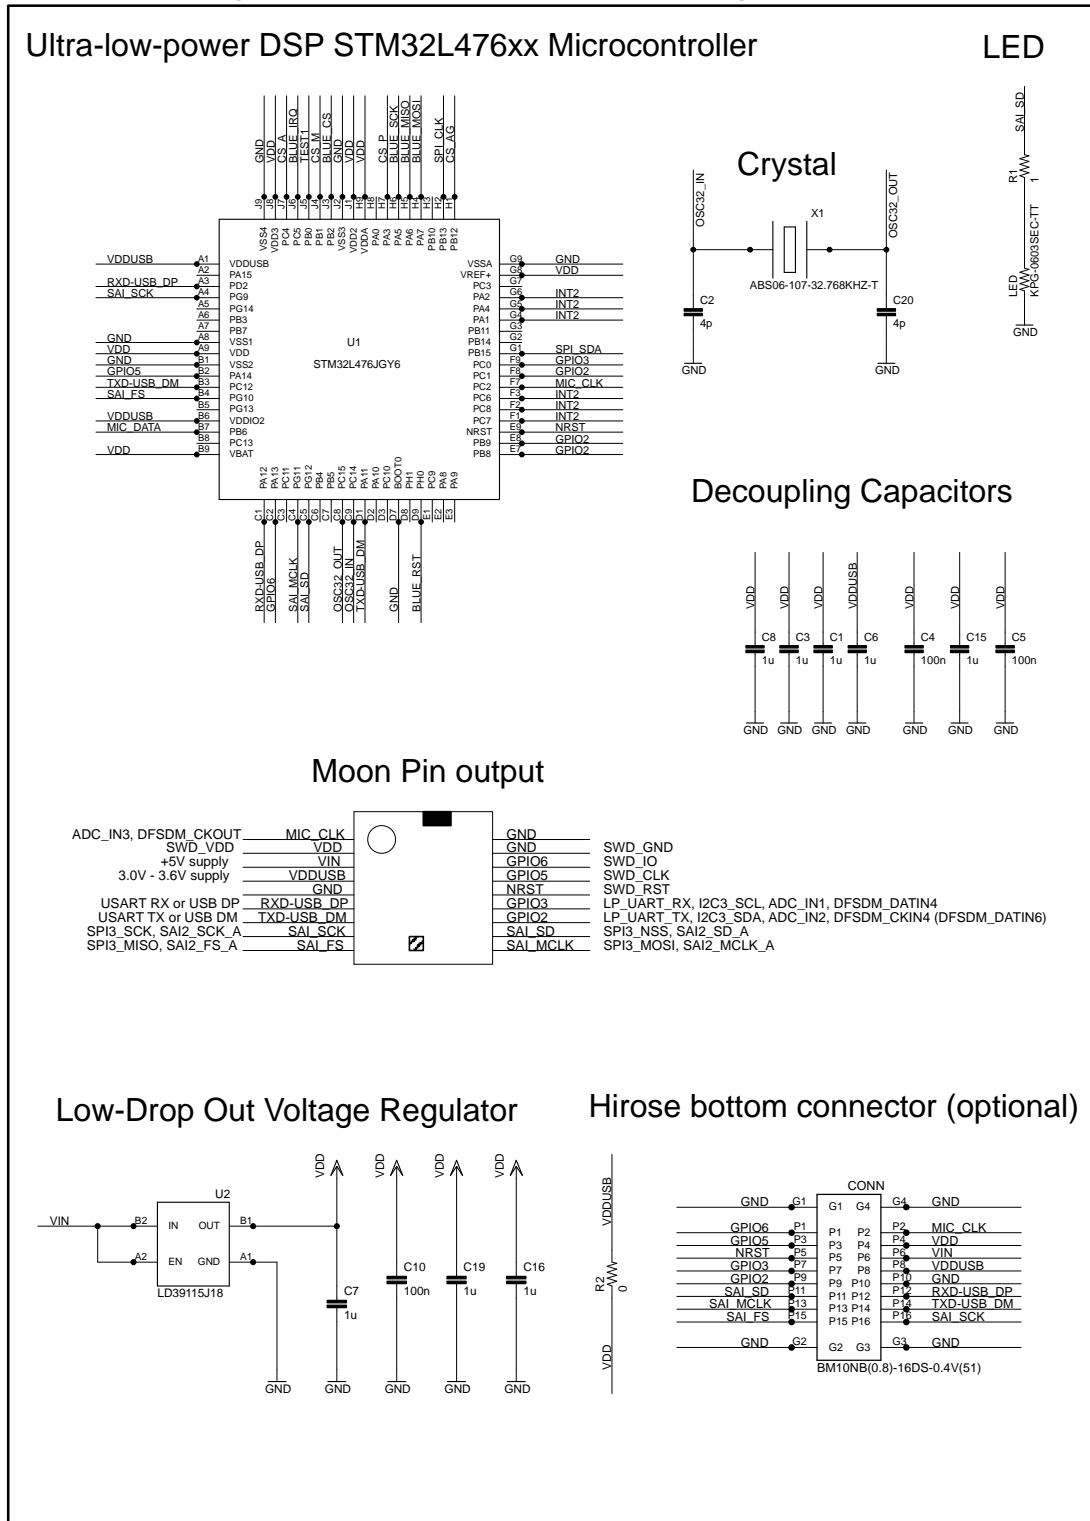 Ultra-low-power DSP STM32L476xx Microcontroller
LED
GND
VDD
CS_A
BLUE_IRQ
TEST1
CS_M
BLUE_CS
GND
VDD
VDD
CS_P
BLUE_SCK
BLUE_MISO
BLUE_MOSI
SPI_CLK
CS_AG
J9 J8 J7 J6 J5 J4 J3 J2 J1 H9 H8 H7 H6 H5 H4 H3 H2 H1
VSS4 VDD3 PC4 PC5 PB0 PB1 PB2 VSS3 VDD2 VDDA PA0 PA3 PA5 PA6 PA7 PB10 PB13 PB12
VDDUSB A1 VDDUSB
A2 PA15
RXD-USB_DP A3 PD2
SAI_SCK A4 PG9
A5 PG14
A6 PB3
A7 PB7
GND A8 VSS1
VDD A9 VDD
GND B1 VSS2
GPIO5 B2 PA14
TXD-USB_DM B3 PC12
SAI_FS B4 PG10
B5 PG13
VDDUSB B6 VDDIO2
MIC_DATA B7 PB6
B8 PC13
VDD B9 VBAT
U1
STM32L476JGY6
VSSA G9 GND
VREF+ G8 VDD
PC3 G7
PA2 G6 INT2
PA4 G5 INT2
PA1 G4 INT2
PB11 G3
PB14 G2
PB15 G1 SPI_SDA
PC0 F9 GPIO3
PC1 F8 GPIO2
PC2 F7 MIC_CLK
PC6 F3 INT2
PC8 F2 INT2
PC7 F1 INT2
NRST E9 NRST
PB9 E8 GPIO2
PB8 E7 GPIO2
PA12 PA13 PC11 PG11 PG12 PB4 PB5 PC15 PC14 PA11 PA10 PC10 BOOT0 PH1 PH0 PC9 PA8 PA9
C1 C2 C3 C4 C5 C6 C7 C8 C9 D1 D2 D3 D7 D8 D9 E1 E2 E3
RXD-USB_DP
GPIO6
SAI_MCLK
SAI_SD
OSC32_OUT
OSC32_IN
TXD-USB_DM
GND
BLUE_RST
Crystal
OSC32_IN
OSC32_OUT
X1
ABS06-107-32.768KHZ-T
C2
4p
C20
4p
GND
GND
SAI_SD
R1
1
LED
KPG-0603SEC-TT
GND
Decoupling Capacitors
VDD VDD VDD VDDUSB VDD VDD VDD
C8 C3 C1 C6 C4 C15 C5
1u 1u 1u 1u 100n 1u 100n
GND GND GND GND GND GND GND
Moon Pin output
ADC_IN3, DFSDM_CKOUT MIC_CLK GND
SWD_VDD VDD GND SWD_GND
+5V supply VIN GPIO6 SWD_IO
3.0V - 3.6V supply VDDUSB GPIO5 SWD_CLK
GND NRST SWD_RST
USART RX or USB DP RXD-USB_DP GPIO3 LP_UART_RX, I2C3_SCL, ADC_IN1, DFSDM_DATIN4
USART TX or USB DM TXD-USB_DM GPIO2 LP_UART_TX, I2C3_SDA, ADC_IN2, DFSDM_CKIN4 (DFSDM_DATIN6)
SPI3_SCK, SAI2_SCK_A SAI_SCK SAI_SD SPI3_NSS, SAI2_SD_A
SPI3_MISO, SAI2_FS_A SAI_FS SAI_MCLK SPI3_MOSI, SAI2_MCLK_A
Low-Drop Out Voltage Regulator
VIN
U2
B2 IN OUT B1
A2 EN GND A1
LD39115J18
VDD VDD VDD VDD
C7
1u
C10
100n
C19
1u
C16
1u
GND GND GND GND GND
Hirose bottom connector (optional)
VDDUSB
R2
0
VDD
CONN
GND G1 G1 G4 G4 GND
GPIO6 P1 P1 P2 P2 MIC_CLK
GPIO5 P3 P3 P4 P4 VDD
NRST P5 P5 P6 P6 VIN
GPIO3 P7 P7 P8 P8 VDDUSB
GPIO2 P9 P9 P10 P10 GND
SAI_SD P11 P11 P12 P12 RXD-USB_DP
SAI_MCLK P13 P13 P14 P14 TXD-USB_DM
SAI_FS P15 P15 P16 P16 SAI_SCK
GND G2 G2 G3 G3 GND
BM10NB(0.8)-16DS-0.4V(51)